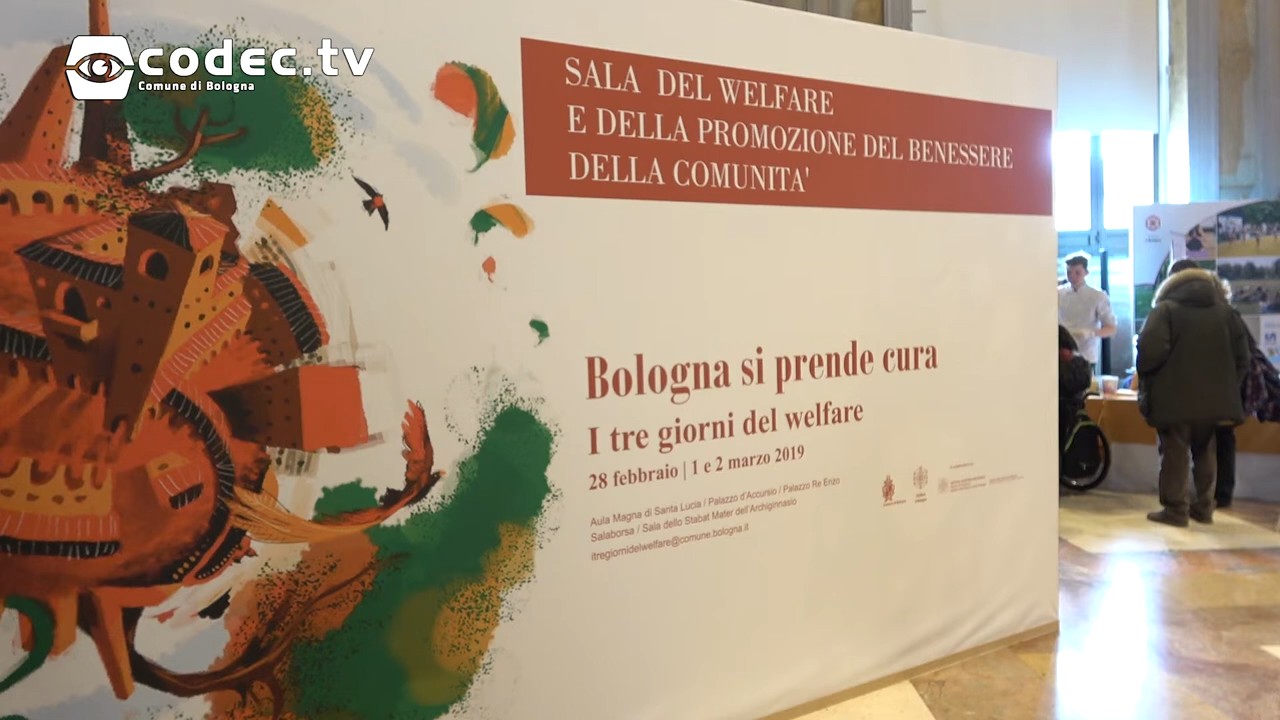 codec.tv
Comune di Bologna
SALA DEL WELFARE
E DELLA PROMOZIONE DEL BENESSERE
DELLA COMUNITA'
Bologna si prende cura
I tre giorni del welfare
28 febbraio | 1 e 2 marzo 2019
Aula Magna di Santa Lucia / Palazzo d'Accursio / Palazzo Re Enzo
Salaborsa / Sala dello Stabat Mater dell'Archiginnasio
itregiornidelwelfare@comune.bologna.it